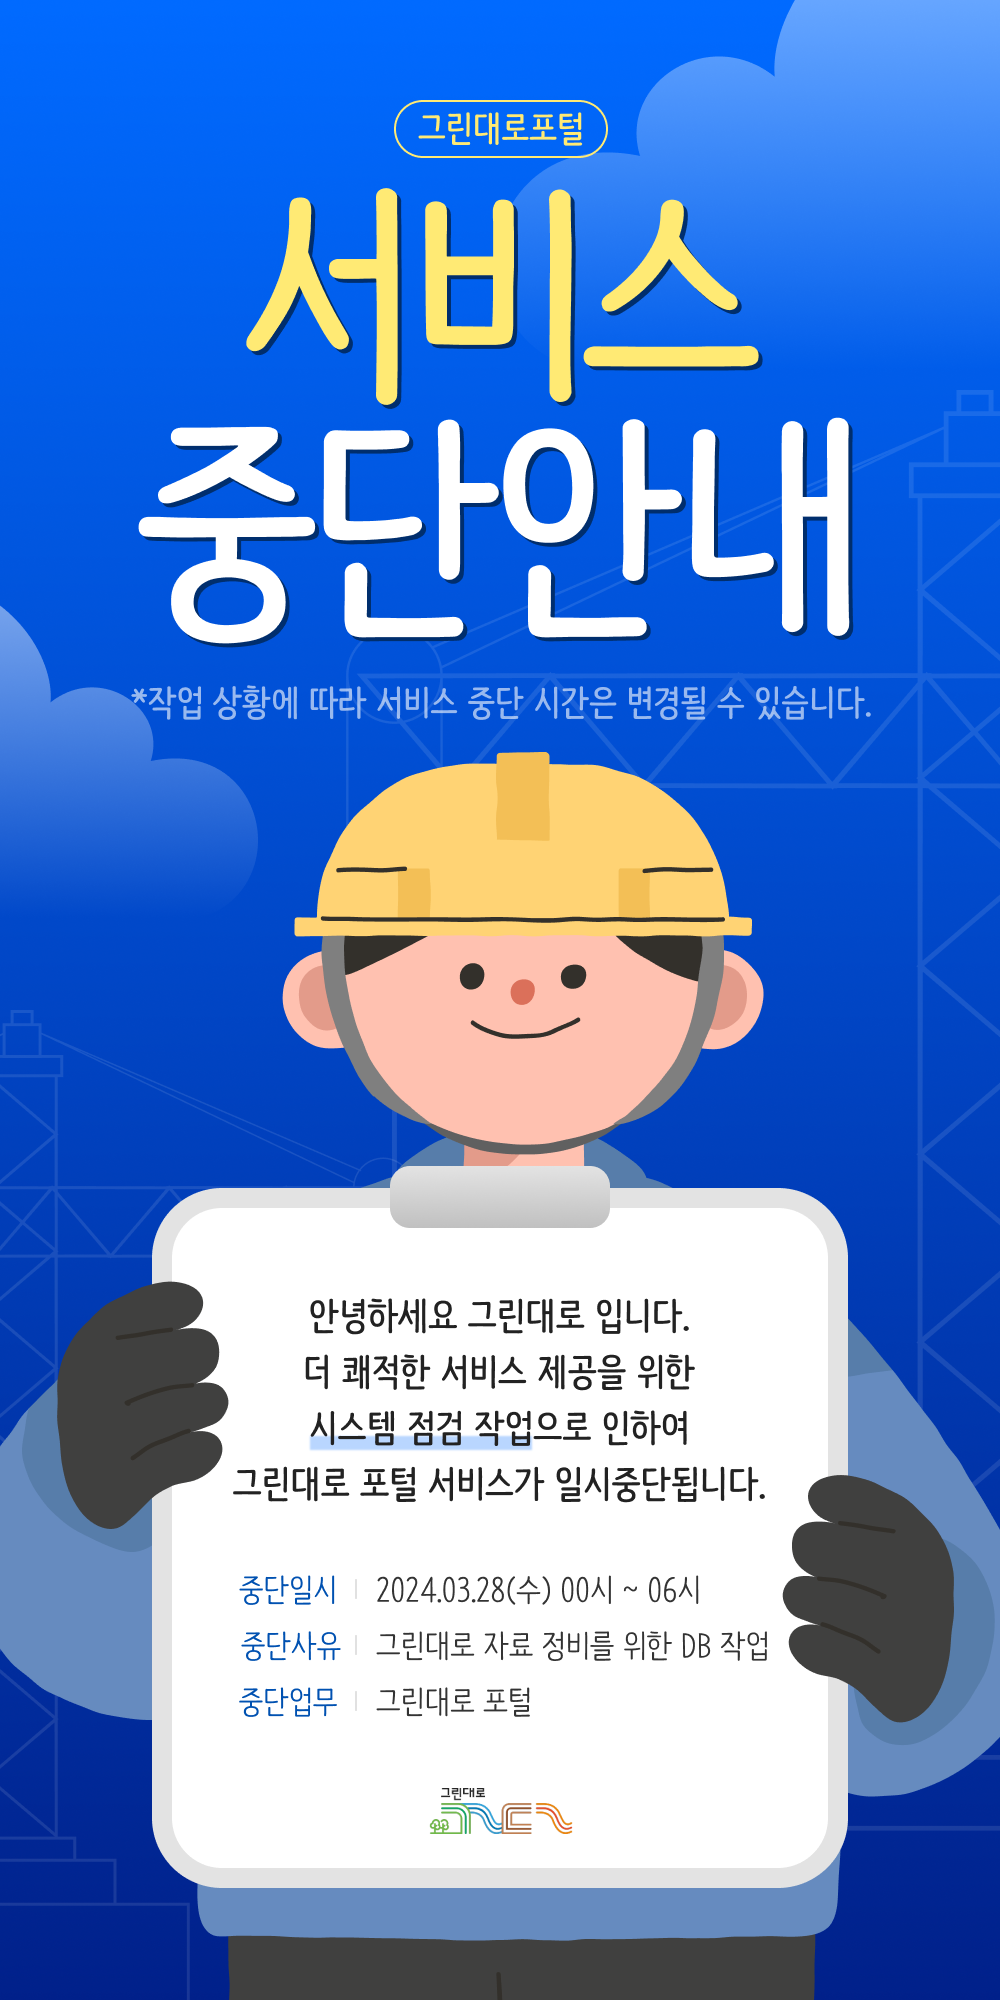 그린대로포털
서비스
중단안내
*작업 상황에 따라 서비스 중단 시간은 변경될 수 있습니다.
안녕하세요 그린대로 입니다.
더 쾌적한 서비스 제공을 위한
시스템 점검 작업으로 인하여
그린대로 포털 서비스가 일시중단됩니다.
중단일시 2024.03.28(수) 00시 ~ 06시
중단사유 그린대로 자료 정비를 위한 DB 작업
중단업무 그린대로 포털
그린대로